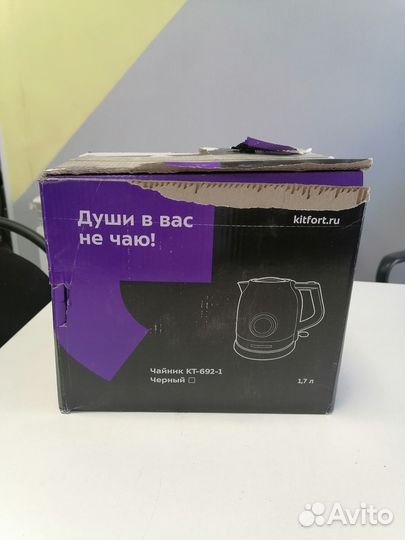 Души в вас
не чаю!
kitfort.ru
Чайник КТ-692-1
Черный
1,7 л
Avito